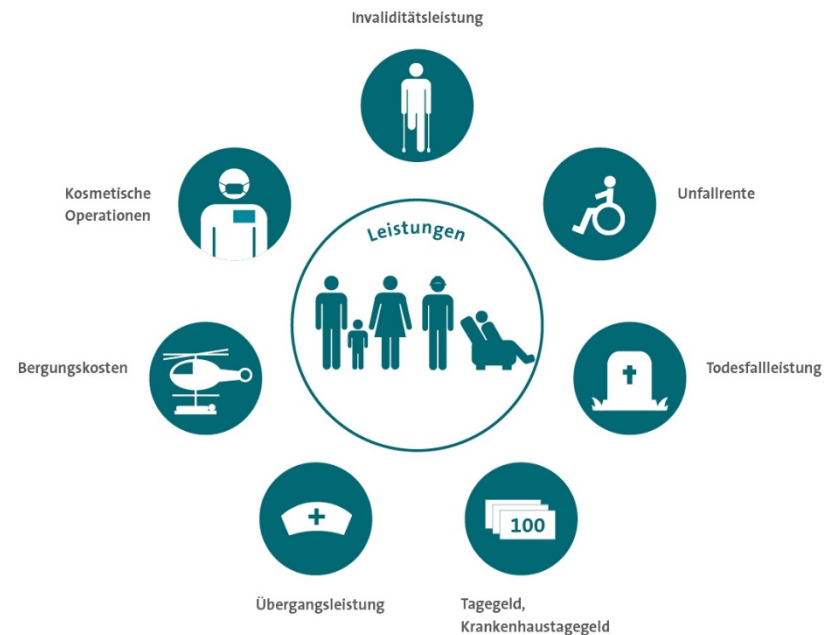 Invaliditätsleistung
Kosmetische
Operationen
Unfallrente
Leistungen
Bergungskosten
Todesfallleistung
100
Übergangsleistung
Tagegeld,
Krankenhaustagegeld